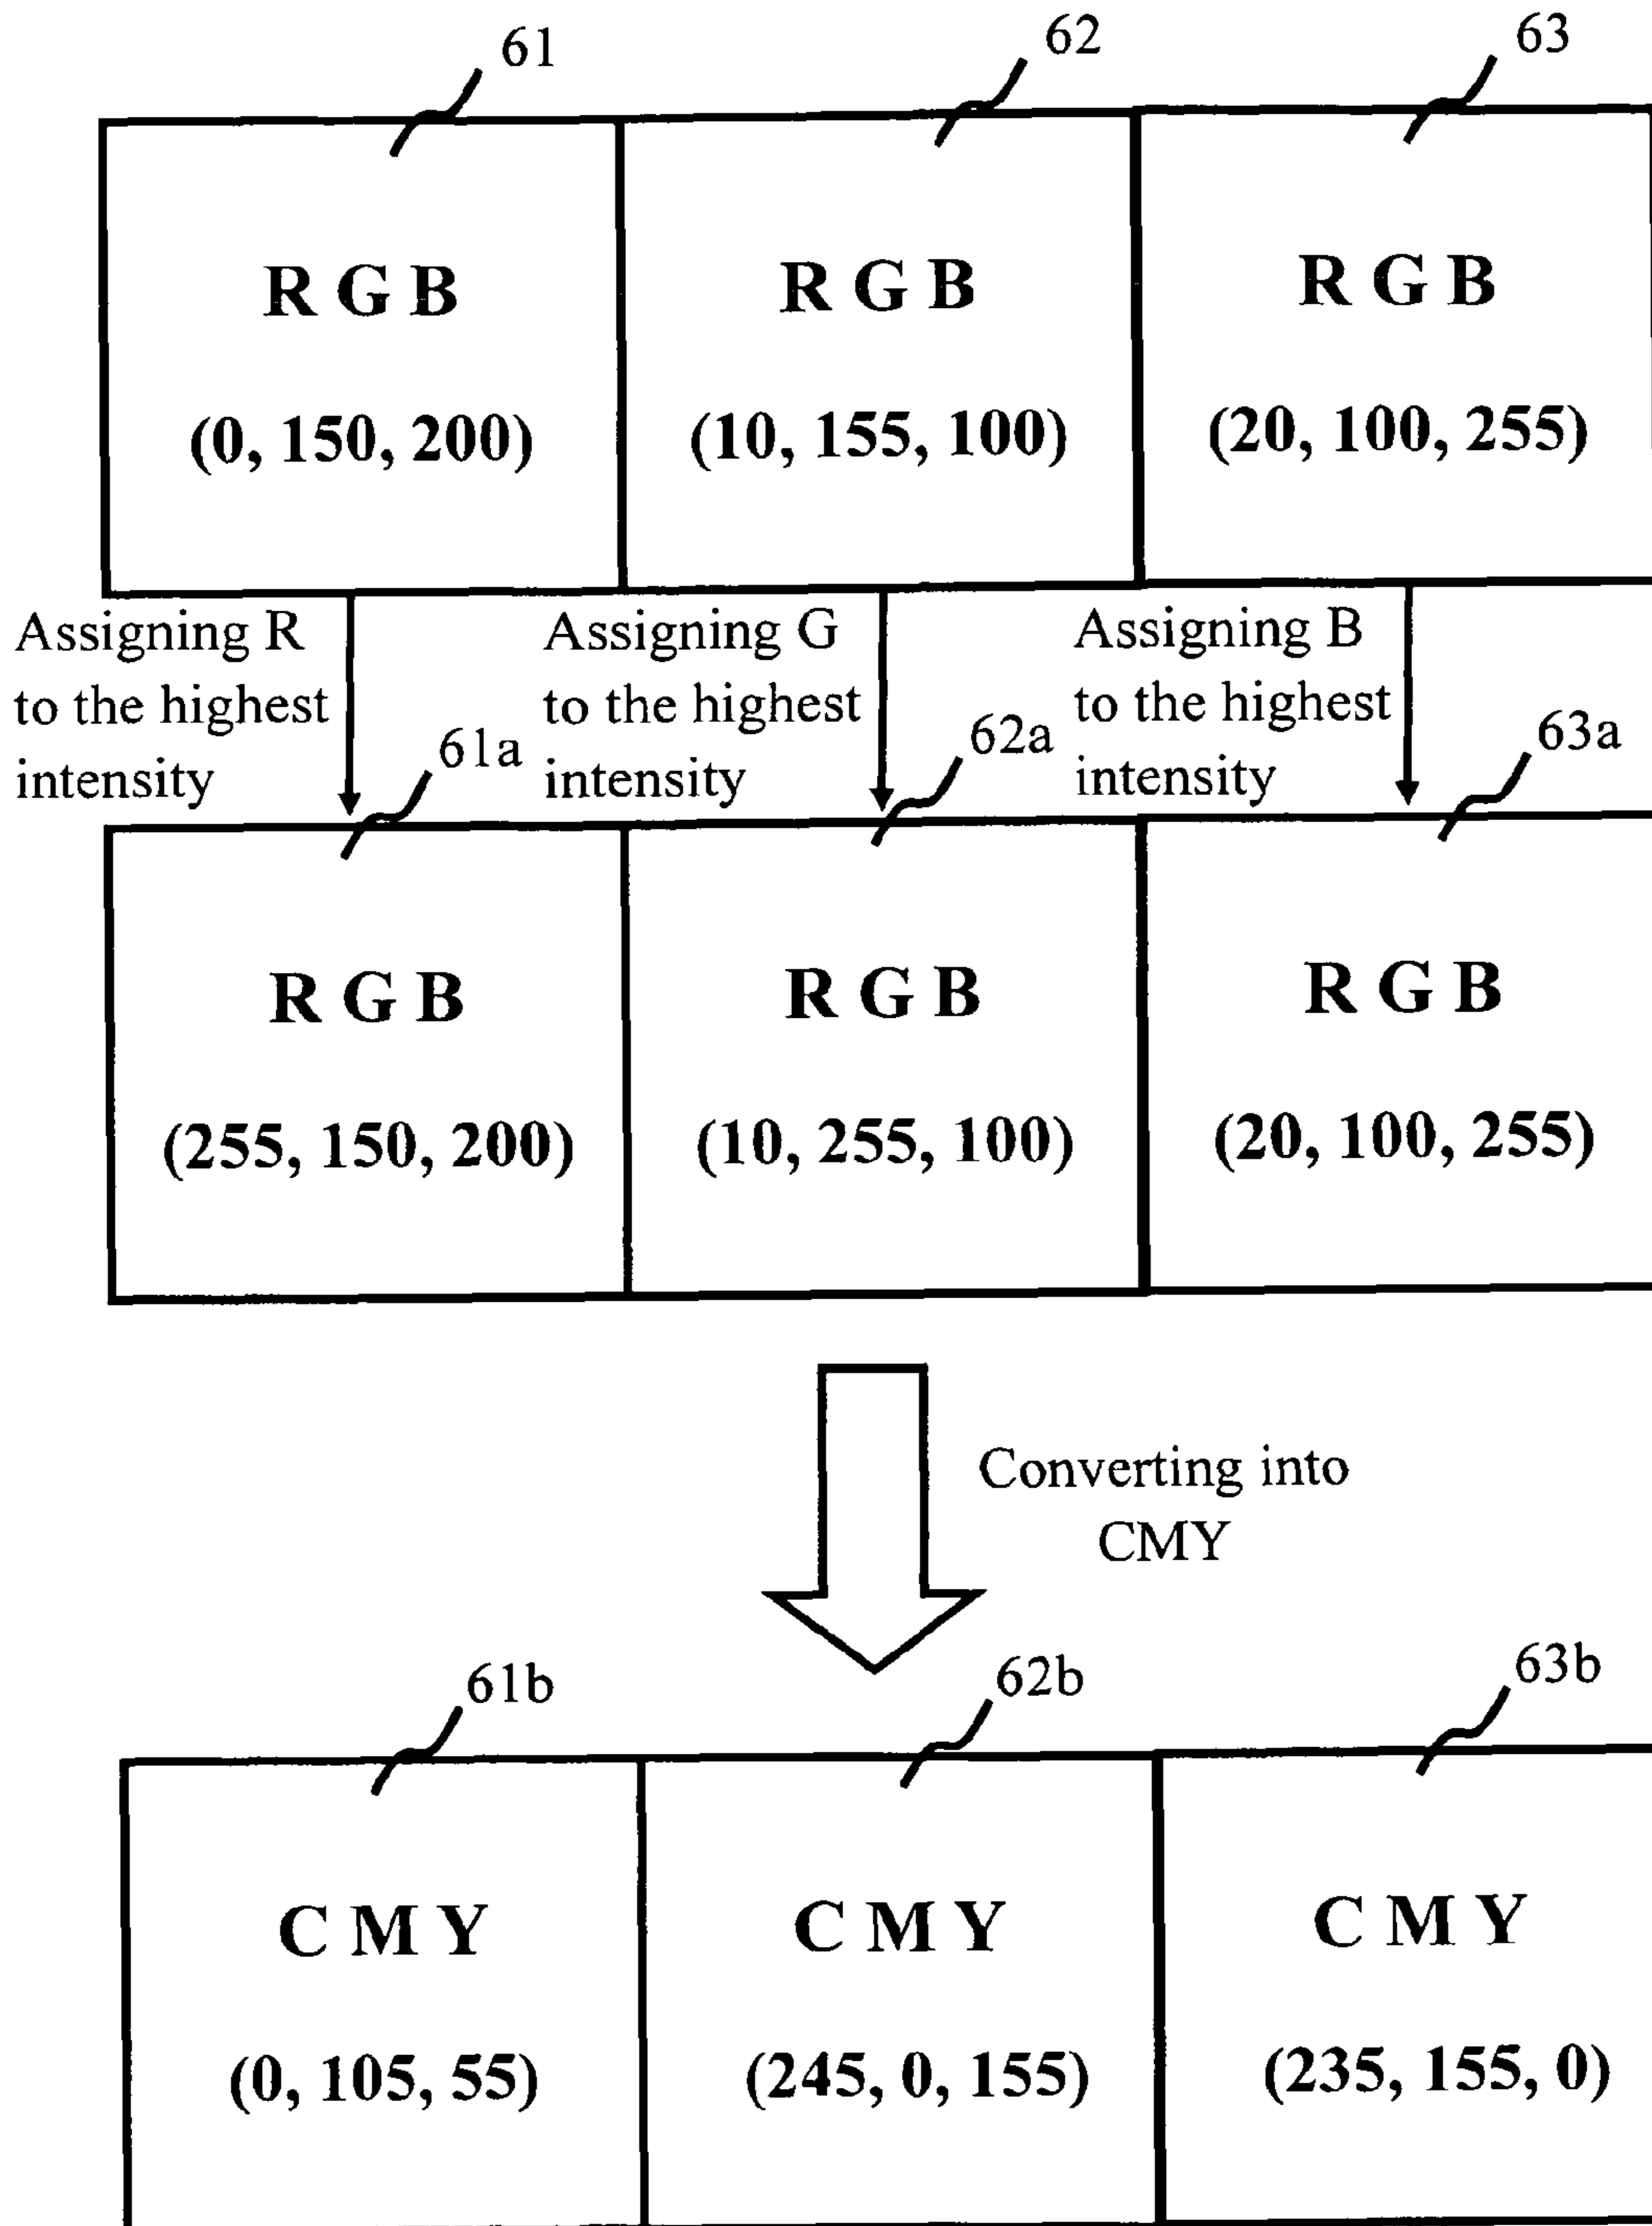 61
62
63
R G B
R G B
R G B
(0, 150, 200)
(10, 155, 100)
(20, 100, 255)
Assigning R
to the highest
intensity
Assigning G
to the highest
intensity
Assigning B
to the highest
intensity
61a
62a
63a
R G B
R G B
R G B
(255, 150, 200)
(10, 255, 100)
(20, 100, 255)
Converting into
CMY
61b
62b
63b
C M Y
C M Y
C M Y
(0, 105, 55)
(245, 0, 155)
(235, 155, 0)